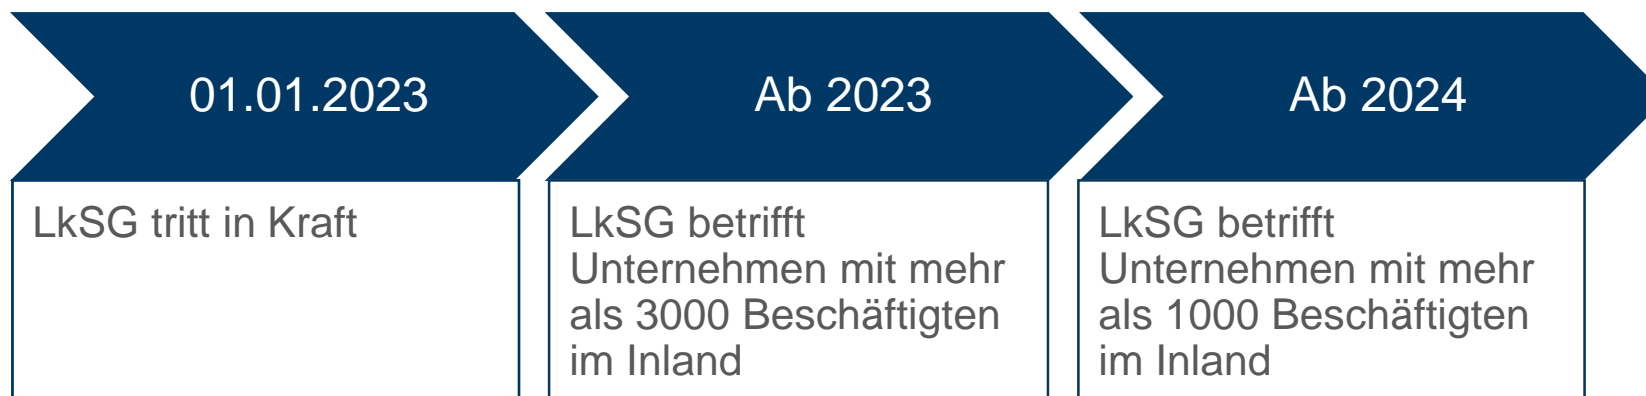 01.01.2023
LkSG tritt in Kraft
Ab 2023
LkSG betrifft
Unternehmen mit mehr
als 3000 Beschäftigten
im Inland
Ab 2024
LkSG betrifft
Unternehmen mit mehr
als 1000 Beschäftigten
im Inland